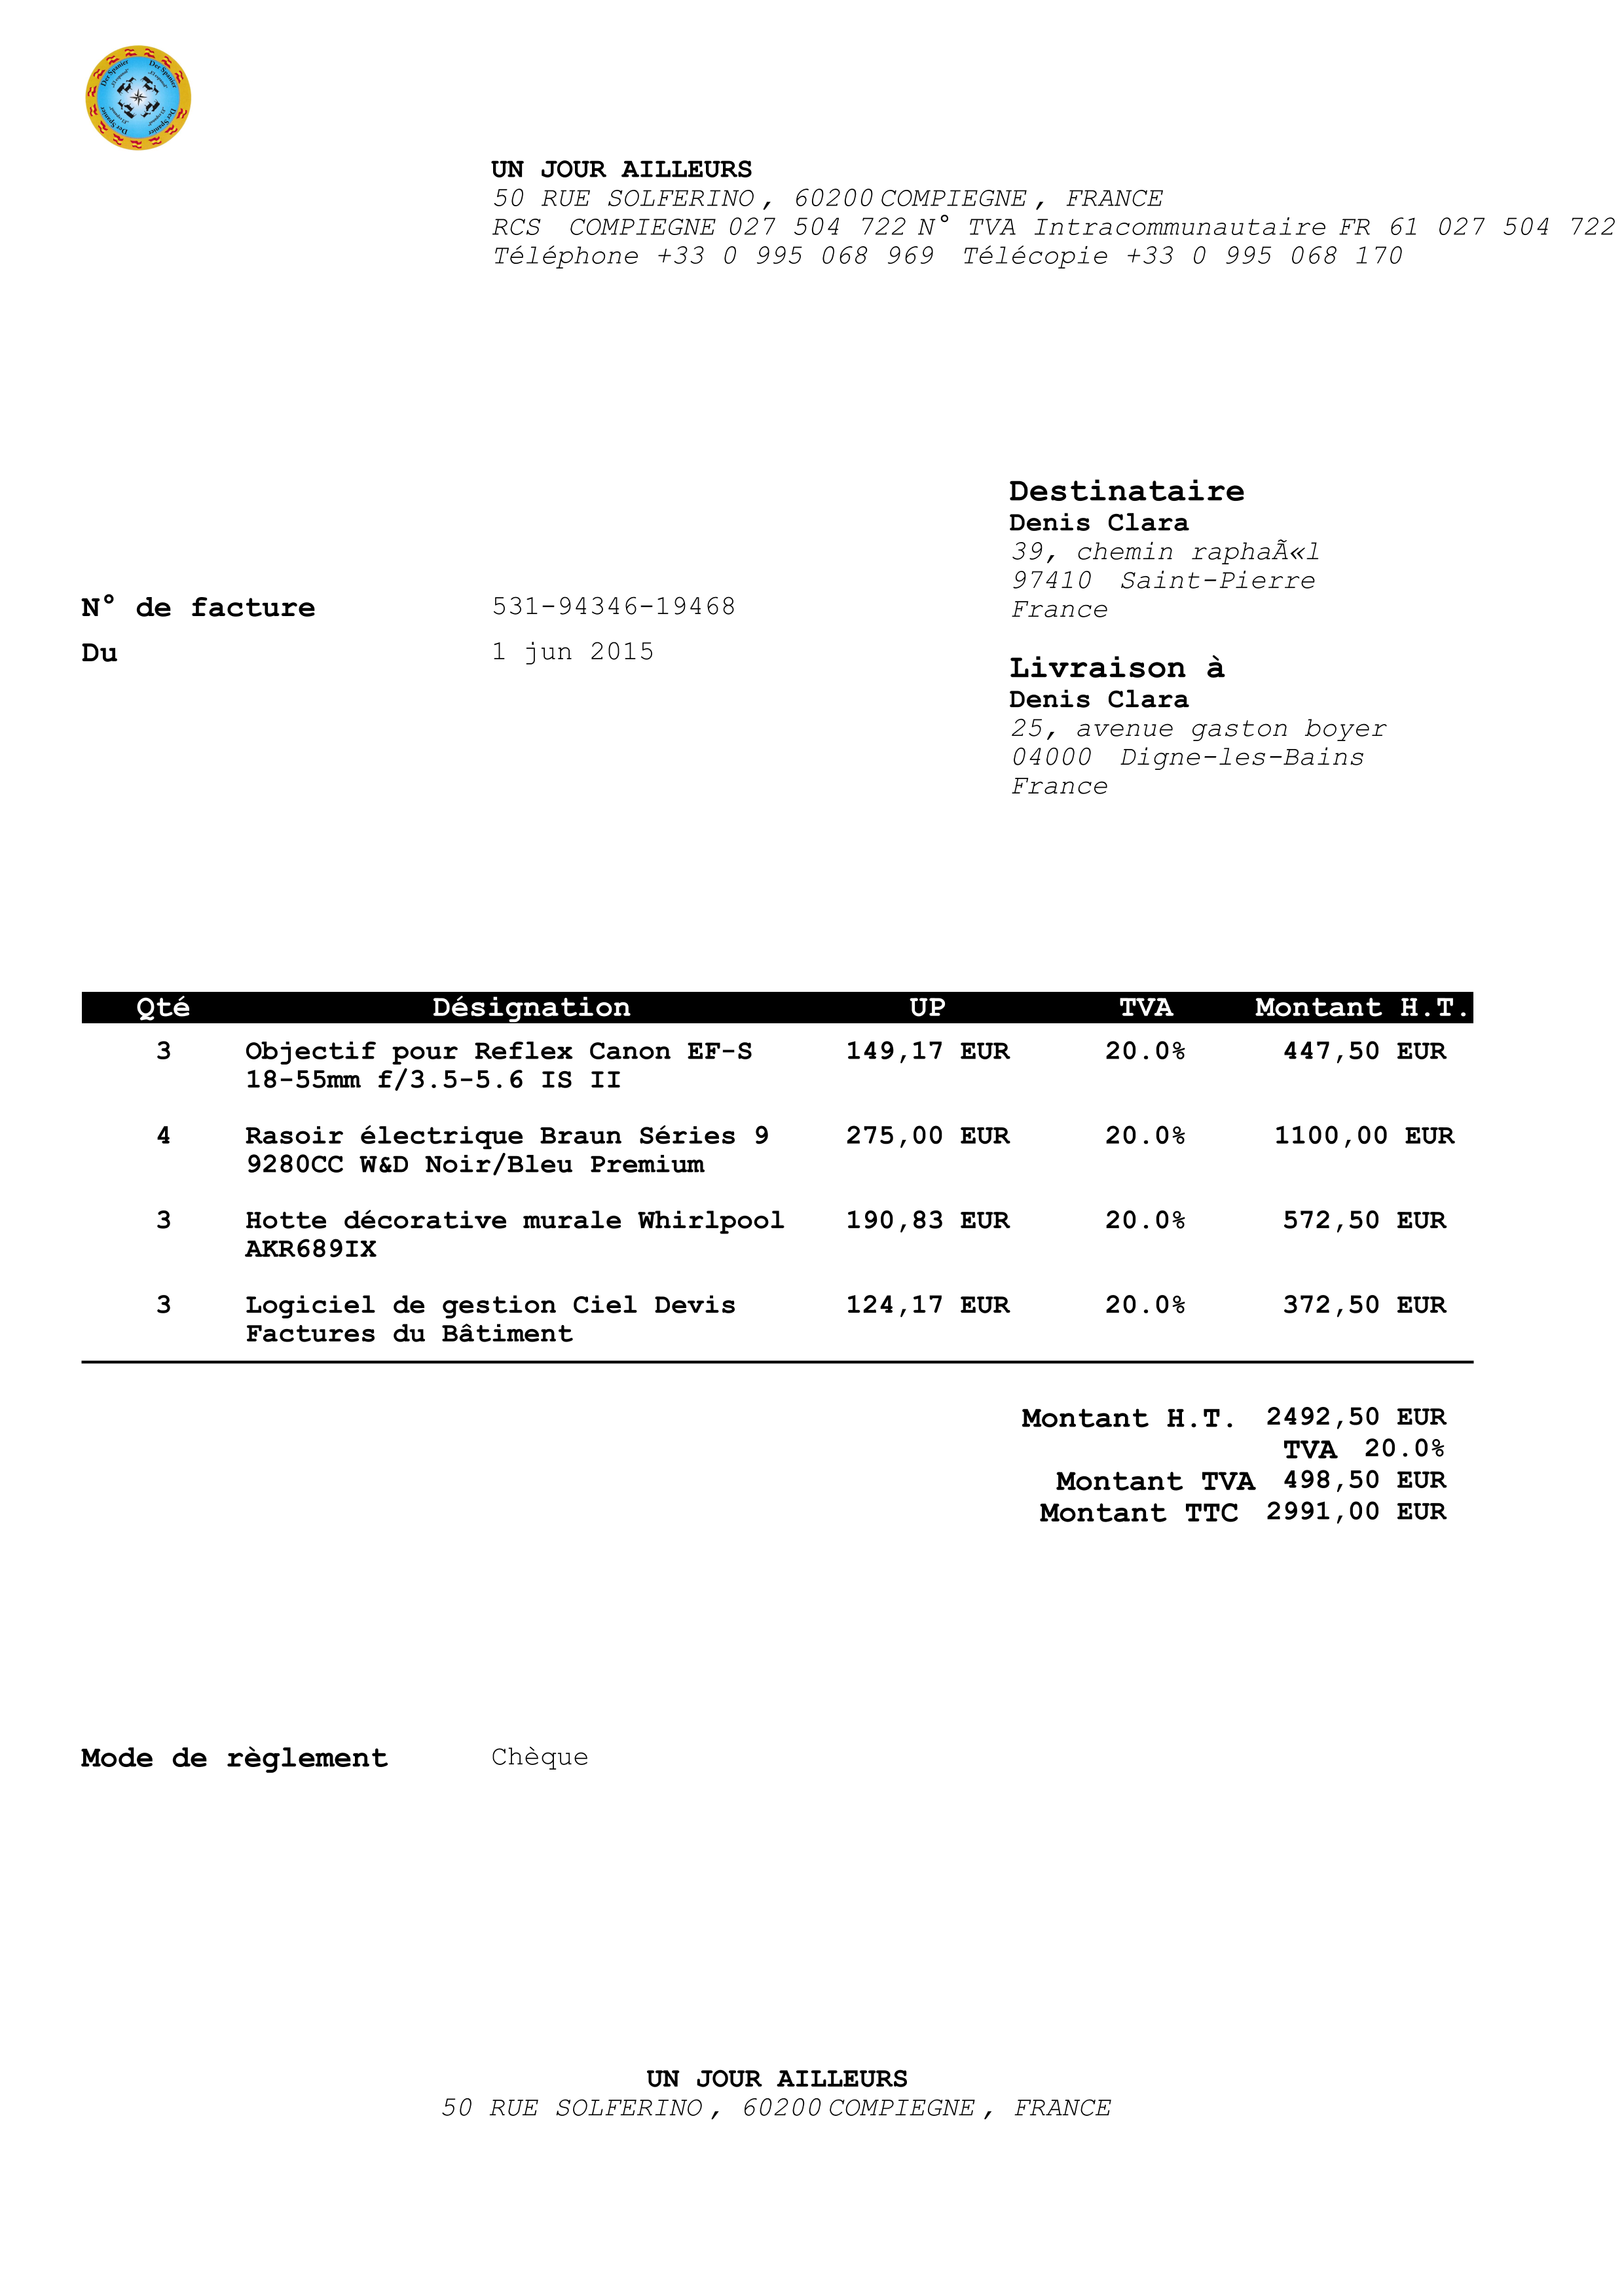 Der Spanier
Der Spanier
Der Spanier
Der Spanier
UN JOUR AILLEURS
50 RUE SOLFERINO , 60200 COMPIEGNE , FRANCE
RCS COMPIEGNE 027 504 722 N° TVA Intracommunautaire FR 61 027 504 722
Téléphone +33 0 995 068 969 Télécopie +33 0 995 068 170
Destinataire
Denis Clara
39, chemin raphaÃ«l
97410 Saint-Pierre
France
N° de facture 531-94346-19468
Du 1 jun 2015
Livraison à
Denis Clara
25, avenue gaston boyer
04000 Digne-les-Bains
France
Qté Désignation UP TVA Montant H.T.
3 Objectif pour Reflex Canon EF-S 149,17 EUR 20.0% 447,50 EUR
18-55mm f/3.5-5.6 IS II
4 Rasoir électrique Braun Séries 9 275,00 EUR 20.0% 1100,00 EUR
9280CC W&D Noir/Bleu Premium
3 Hotte décorative murale Whirlpool 190,83 EUR 20.0% 572,50 EUR
AKR689IX
3 Logiciel de gestion Ciel Devis 124,17 EUR 20.0% 372,50 EUR
Factures du Bâtiment
Montant H.T. 2492,50 EUR
TVA 20.0%
Montant TVA 498,50 EUR
Montant TTC 2991,00 EUR
Mode de règlement Chèque
UN JOUR AILLEURS
50 RUE SOLFERINO , 60200 COMPIEGNE , FRANCE